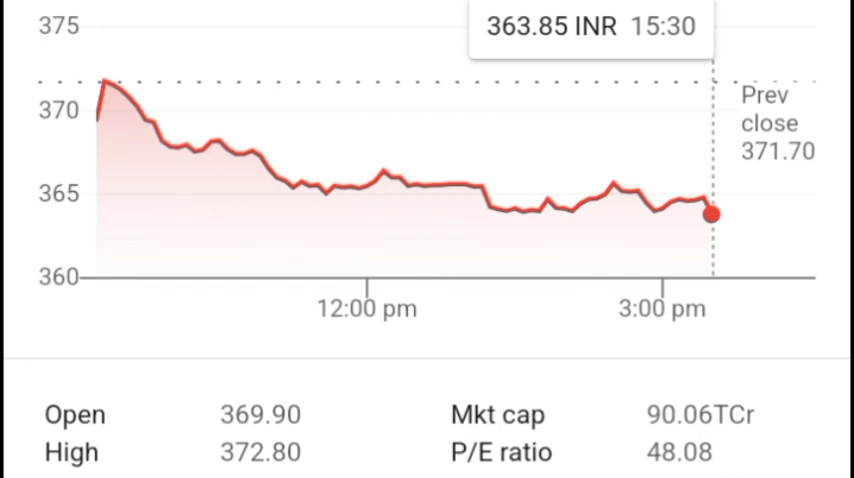 375
363.85 INR 15:30
370
Prev
close
371.70
365
360
12:00 pm
3:00 pm
Open 369.90 Mkt cap 90.06TCr
High 372.80 P/E ratio 48.08